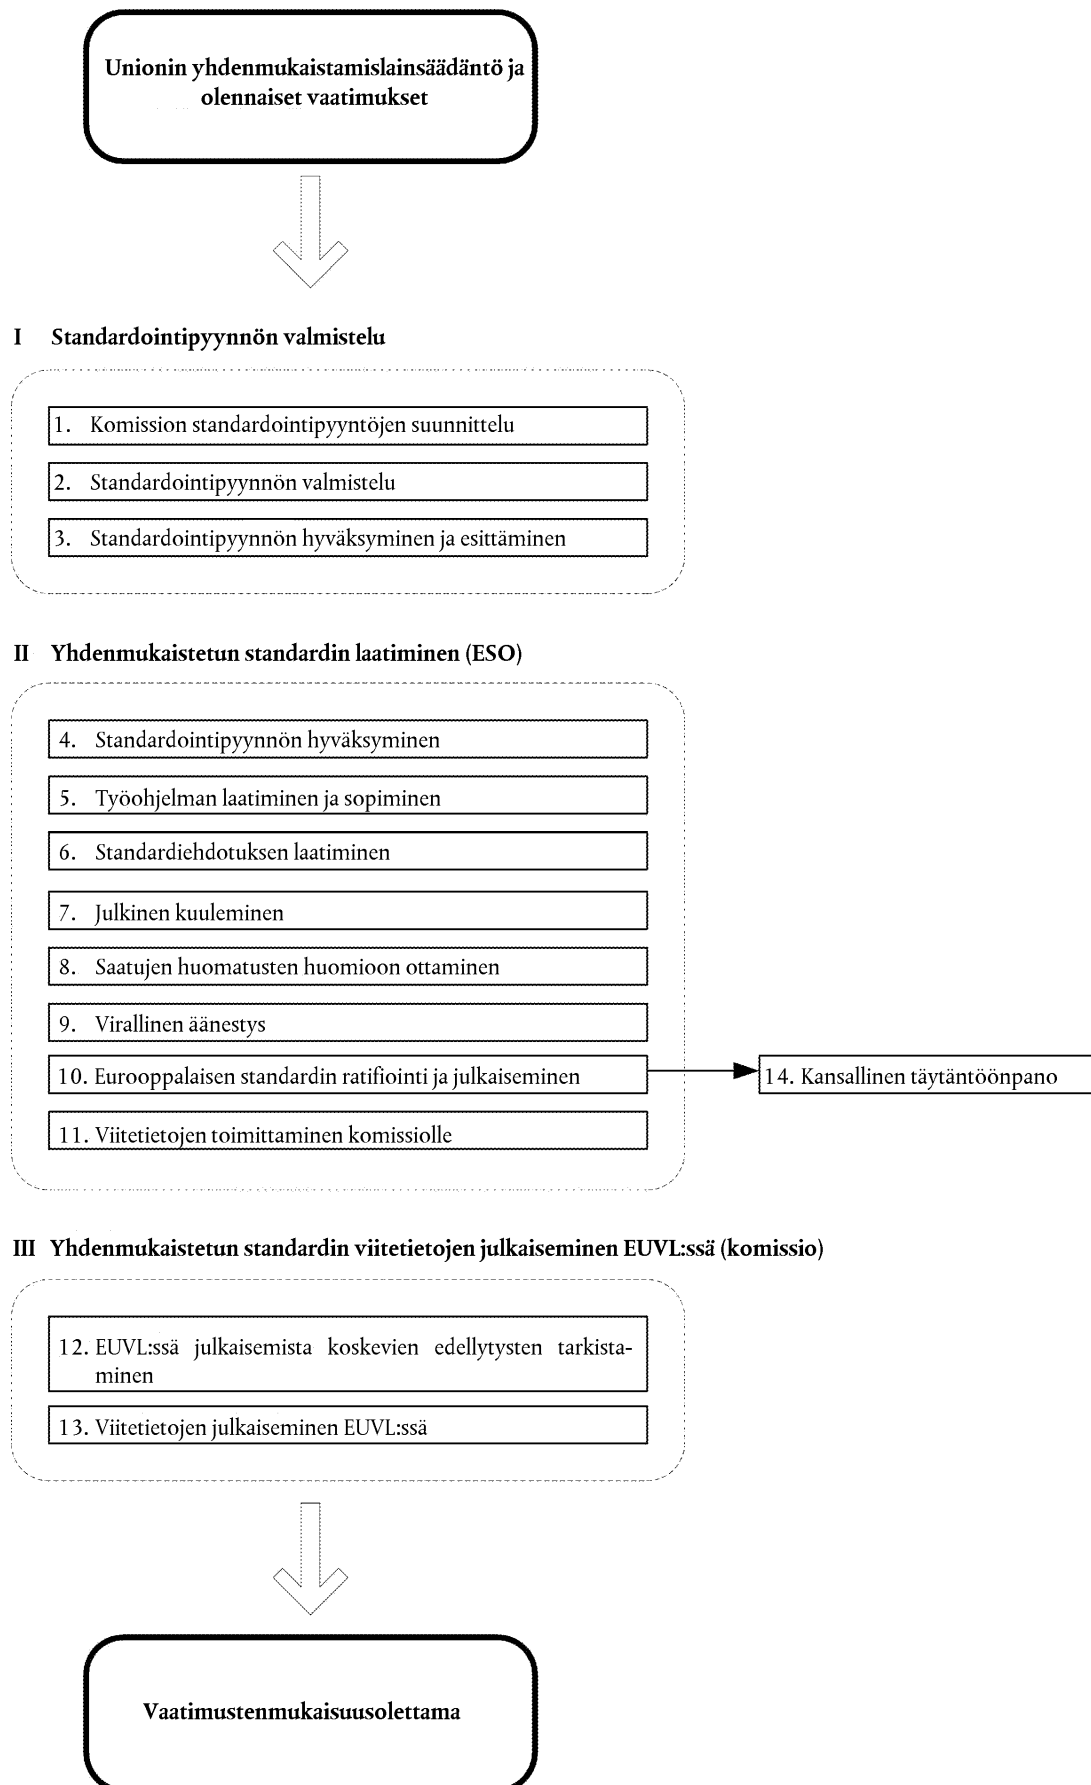 Unionin yhdenmukaistamislainsäädäntö ja
olennaiset vaatimukset
I Standardointipyynnön valmistelu
1. Komission standardointipyyntöjen suunnittelu
2. Standardointipyynnön valmistelu
3. Standardointipyynnön hyväksyminen ja esittäminen
II Yhdenmukaistetun standardin laatiminen (ESO)
4. Standardointipyynnön hyväksyminen
5. Työohjelman laatiminen ja sopiminen
6. Standardiehdotuksen laatiminen
7. Julkinen kuuleminen
8. Saatujen huomatusten huomioon ottaminen
9. Virallinen äänestys
10. Eurooppalaisen standardin ratifiointi ja julkaiseminen
14. Kansallinen täytäntöönpano
11. Viitetietojen toimittaminen komissiolle
III Yhdenmukaistetun standardin viitetietojen julkaiseminen EUVL:ssä (komissio)
12. EUVL:ssä julkaisemista koskevien edellytysten tarkista-
minen
13. Viitetietojen julkaiseminen EUVL:ssä
Vaatimustenmukaisuusolettama